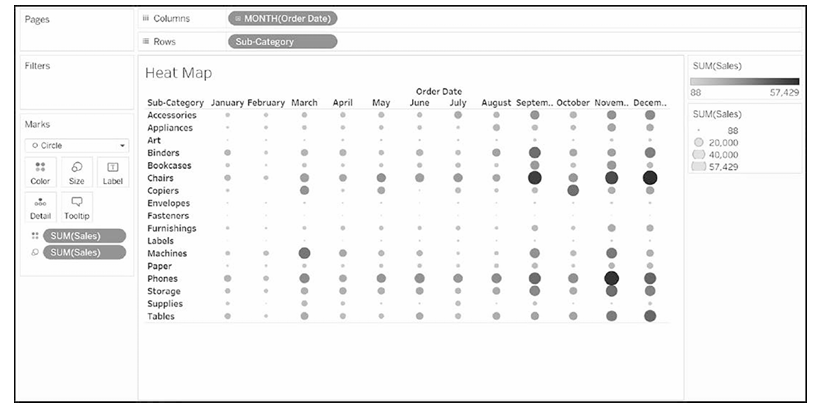 Pages
Columns MONTH(Order Date)
Rows Sub-Category
Filters
Marks
Circle
Color Size Label
Detail Tooltip
SUM(Sales)
SUM(Sales)
Heat Map
Order Date
Sub-Category January February March April May June July August Septem.. October Novem.. Decem..
Accessories
Appliances
Art
Binders
Bookcases
Chairs
Copiers
Envelopes
Fasteners
Furnishings
Labels
Machines
Paper
Phones
Storage
Supplies
Tables
SUM(Sales)
88 57,429
SUM(Sales)
88
20,000
40,000
57,429